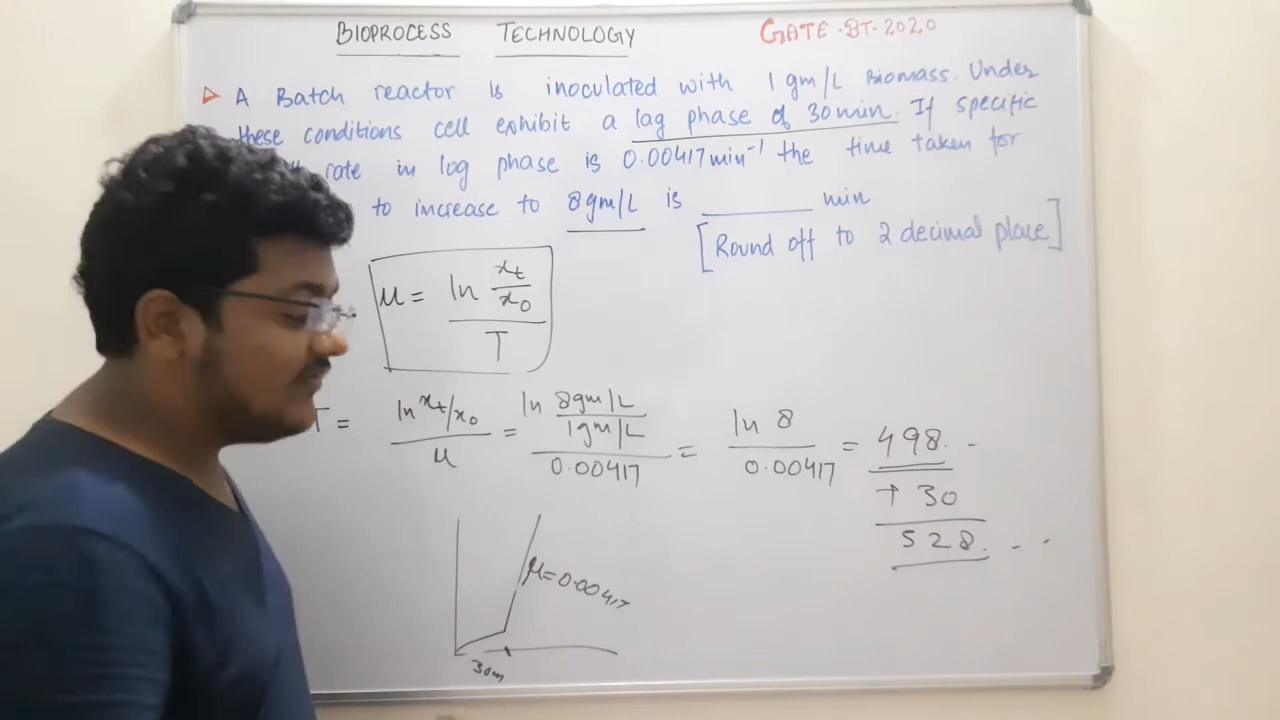 BIOPROCESS TECHNOLOGY
GATE-BT-2020
A Batch reactor is inoculated with 1 gm/L Biomass. Under
these conditions cell exhibit a lag phase of 30 min. If specific
rate in log phase is 0.00417 min⁻¹ the time taken for
to increase to 8 gm/L is ______ min
[Round off to 2 decimal place]
μ = ln xt/x0 / T
T = ln xt/x0 / μ = ln 8gm/L / 1gm/L / 0.00417 = ln 8 / 0.00417 = 498. -
+ 30
528. - -
μ=0.00417
30m